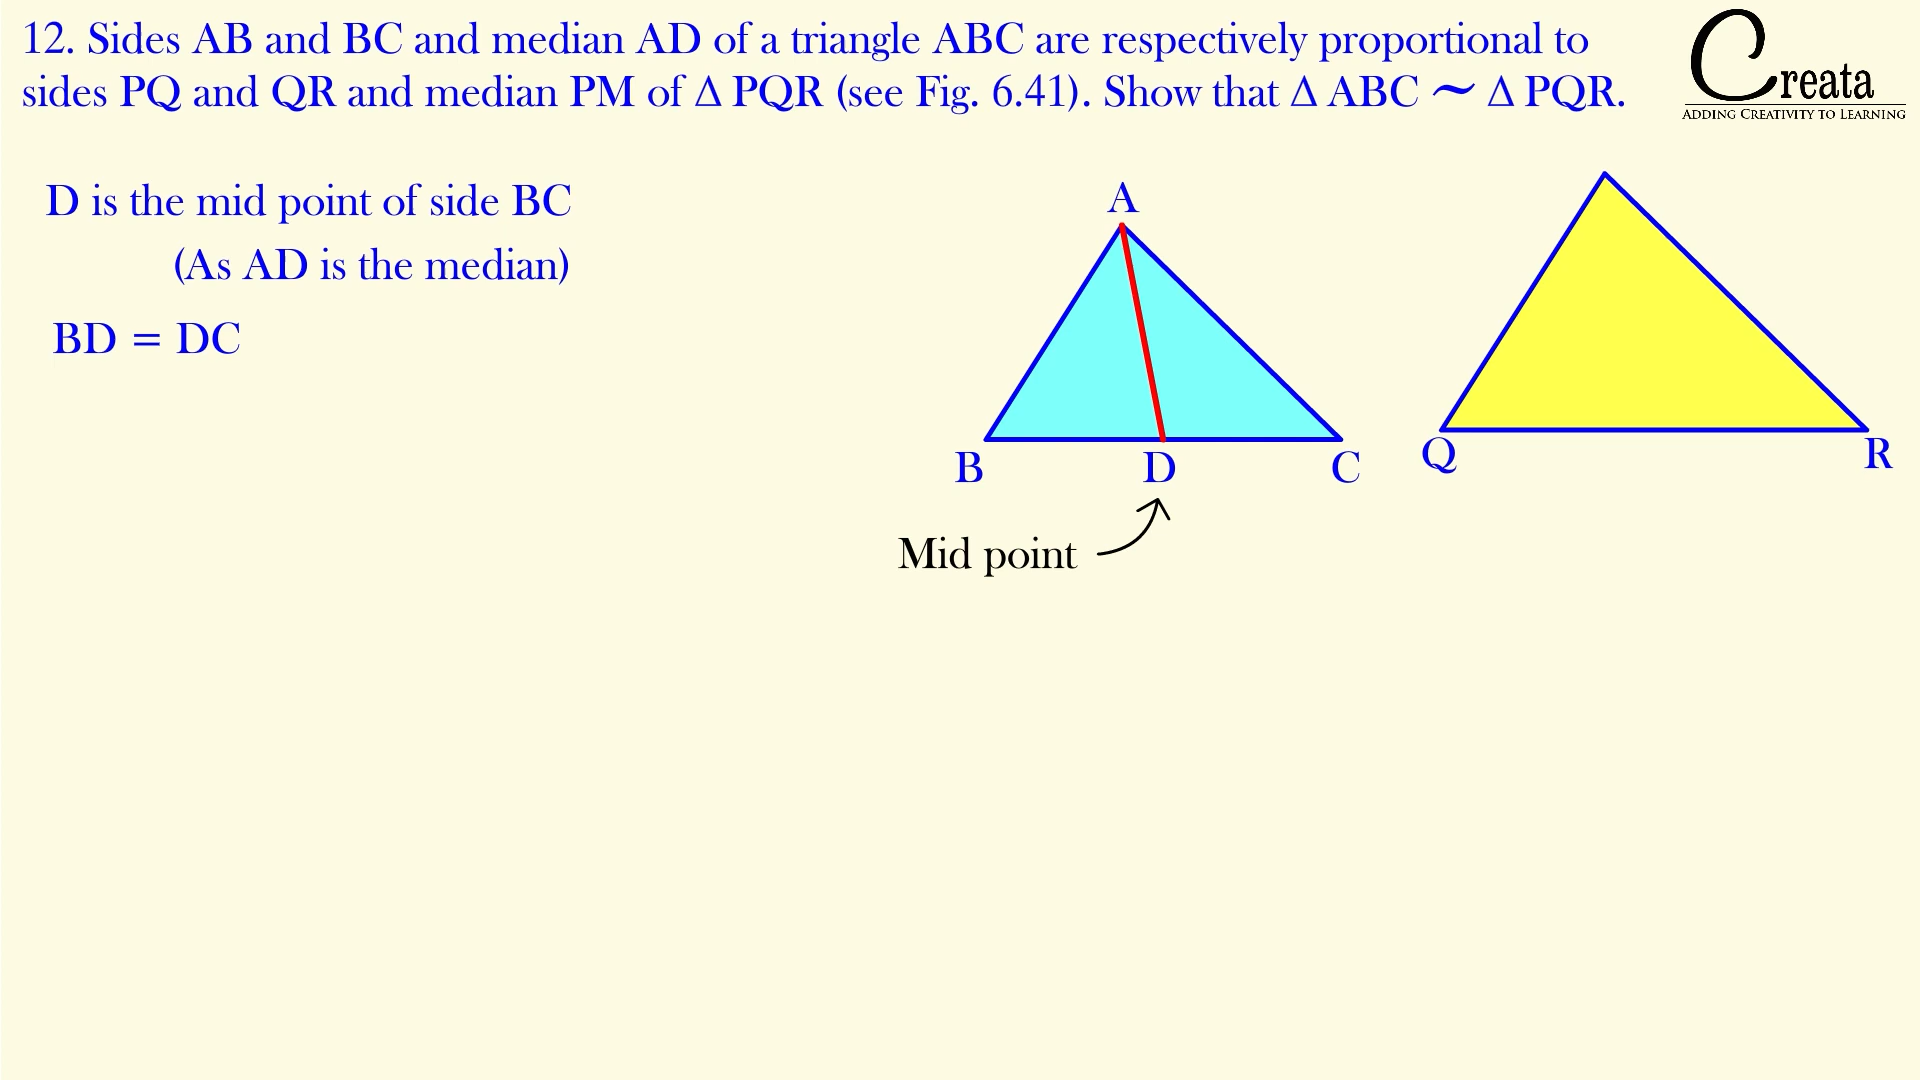 12. Sides AB and BC and median AD of a triangle ABC are respectively proportional to
sides PQ and QR and median PM of Δ PQR (see Fig. 6.41). Show that Δ ABC ~ Δ PQR.
Creata
ADDING CREATIVITY TO LEARNING
D is the mid point of side BC
(As AD is the median)
BD = DC
A
B
D
C
Q
R
Mid point